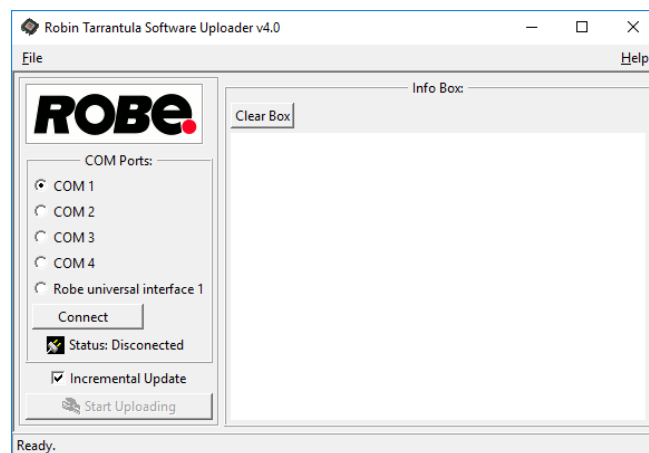 Robin Tarrantula Software Uploader v4.0
File
Help
ROBE.
COM Ports:
COM 1
COM 2
COM 3
COM 4
Robe universal interface 1
Connect
Status: Disconected
Incremental Update
Start Uploading
Info Box:
Clear Box
Ready.